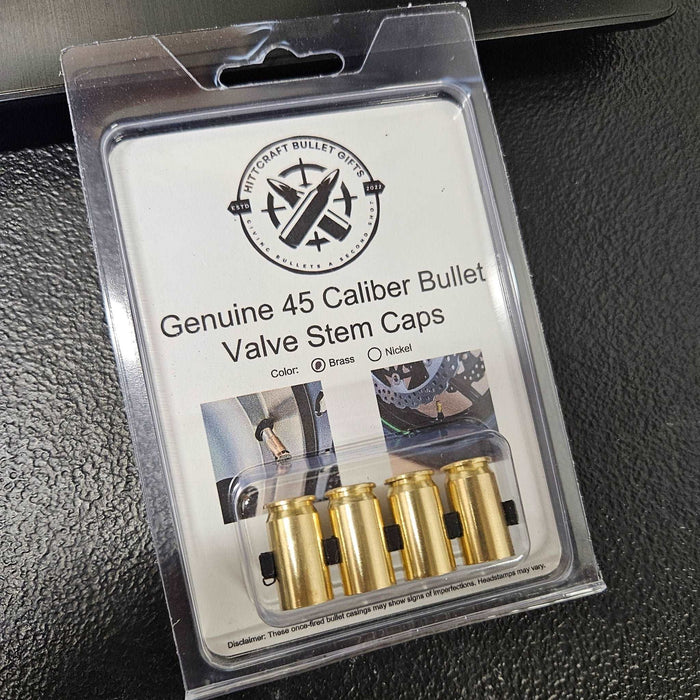 HITTCRAFT BULLET GIFTS
ESTD
2022
GIVING BULLETS A SECOND SHOT
Genuine 45 Caliber Bullet
Valve Stem Caps
Color: Brass Nickel
Disclaimer: These once-fired bullet casings may show signs of imperfections. Headstamps may vary.